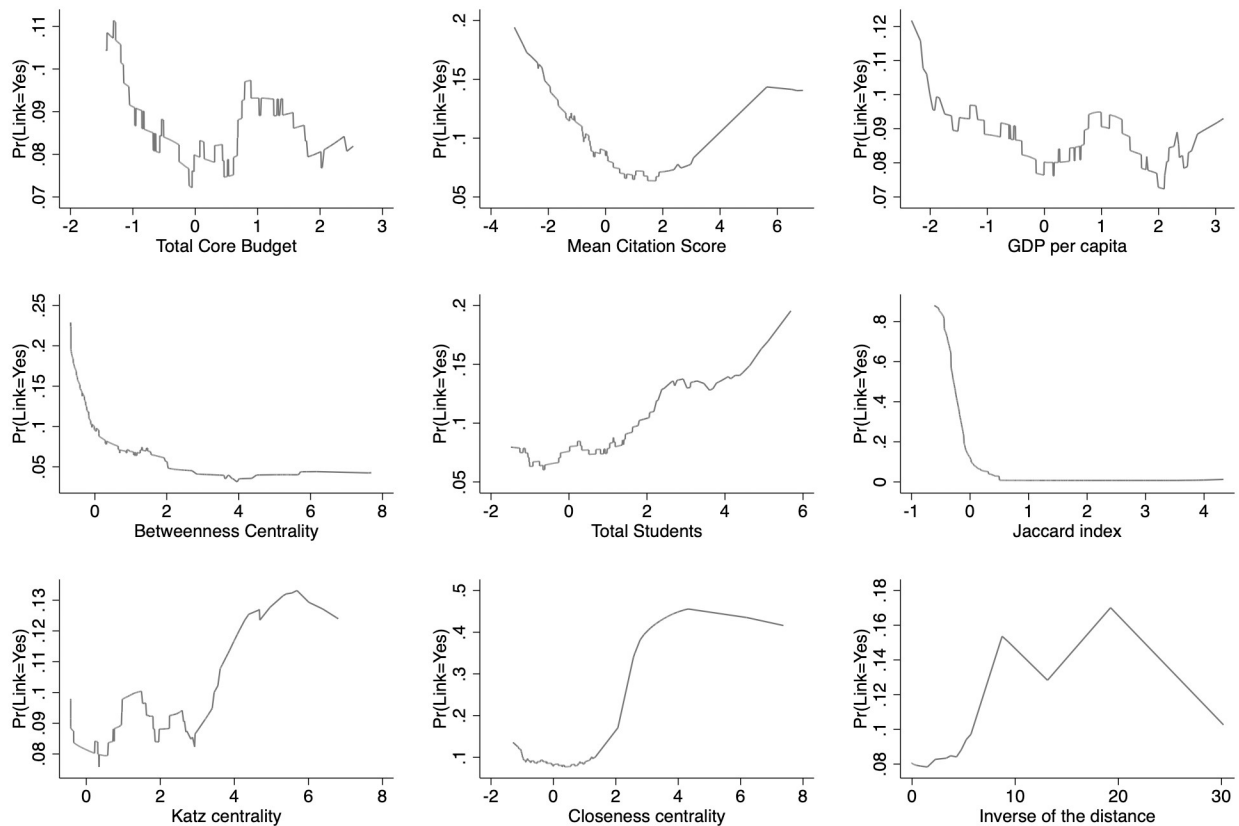 Pr(Link=Yes)
.07 .08 .09 .1 .11
-2 -1 0 1 2 3
Total Core Budget
Pr(Link=Yes)
.05 .1 .15 .2
-4 -2 0 2 4 6
Mean Citation Score
Pr(Link=Yes)
.07 .08 .09 .1 .11 .12
-2 -1 0 1 2 3
GDP per capita
Pr(Link=Yes)
.05 .1 .15 .2 .25
0 2 4 6 8
Betweenness Centrality
Pr(Link=Yes)
.05 .1 .15 .2
-2 0 2 4 6
Total Students
Pr(Link=Yes)
0 .2 .4 .6 .8
-1 0 1 2 3 4
Jaccard index
Pr(Link=Yes)
.08 .09 .1 .11 .12 .13
0 2 4 6 8
Katz centrality
Pr(Link=Yes)
.1 .2 .3 .4 .5
-2 0 2 4 6 8
Closeness centrality
Pr(Link=Yes)
.08 .1 .12 .14 .16 .18
0 10 20 30
Inverse of the distance